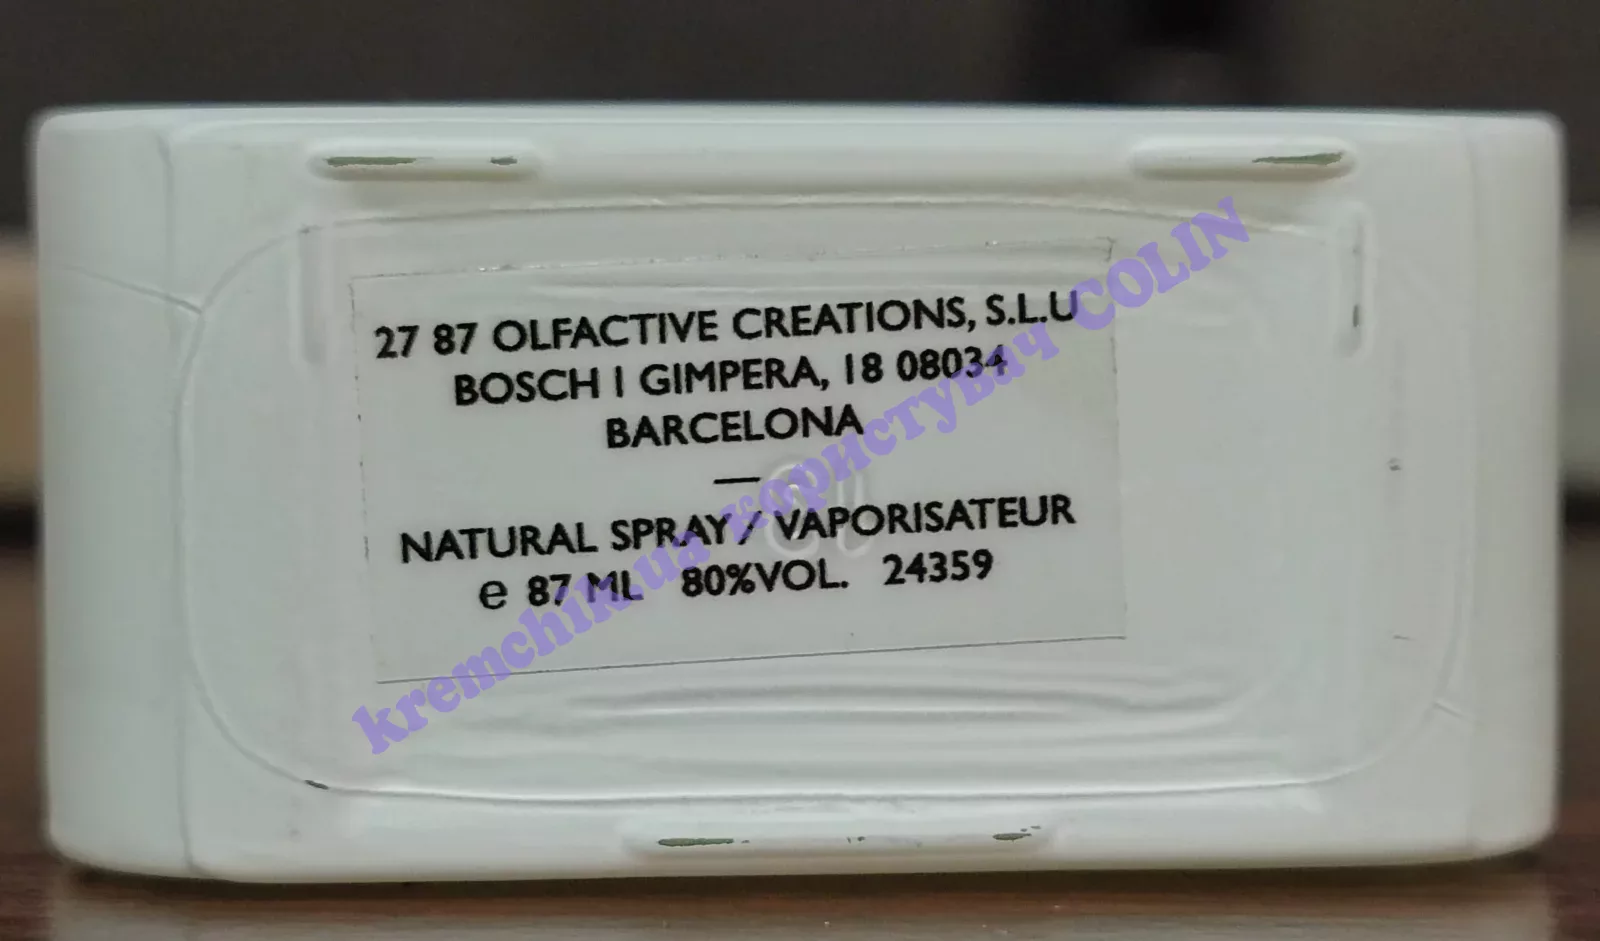 27 87 OLFACTIVE CREATIONS, S.L.U
BOSCH I GIMPERA, 18 08034
BARCELONA
—
NATURAL SPRAY / VAPORISATEUR
e 87 ML 80%VOL. 24359
kremchik.ua користувач COLIN